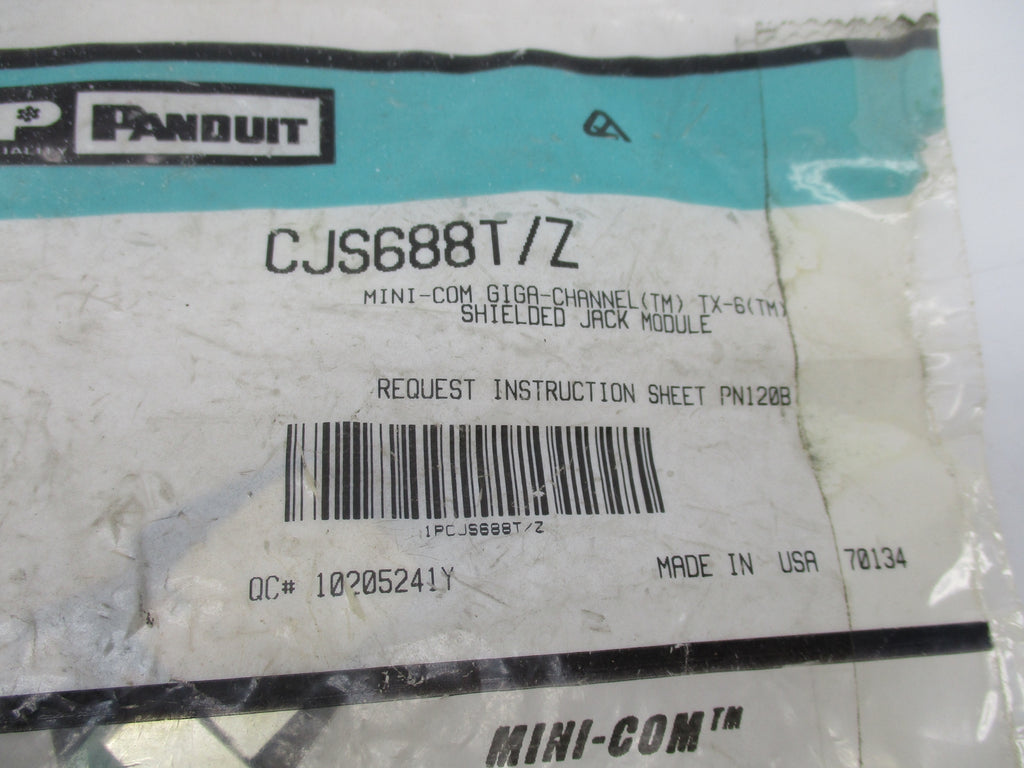 P PANDUIT
QA
CJS688T/Z
MINI-COM GIGA-CHANNEL(TM) TX-6(TM)
SHIELDED JACK MODULE
REQUEST INSTRUCTION SHEET PN120B
1PCJS688T/Z
QC# 10205241Y
MADE IN USA 70134
MINI-COM™